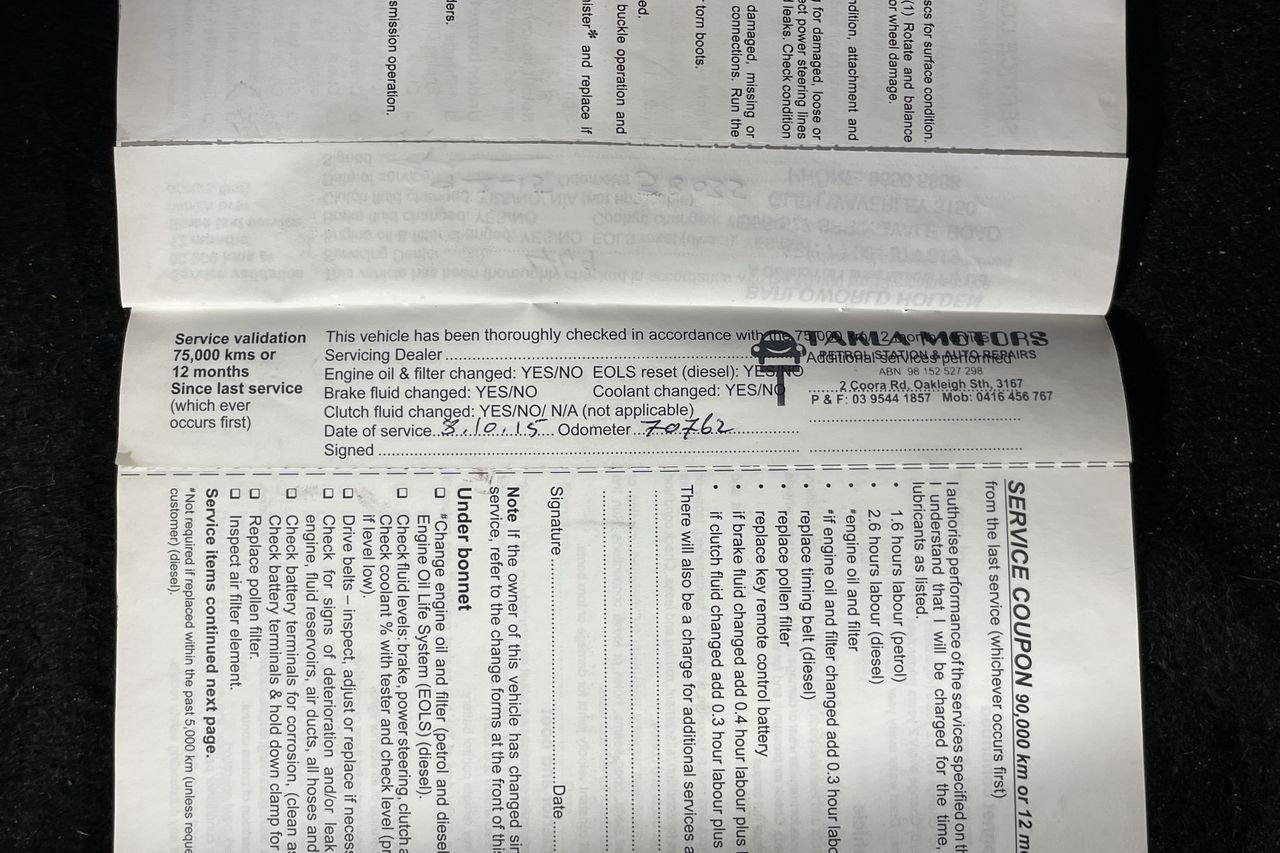 scs for surface condition.
(1) Rotate and balance
or wheel damage.
ndition, attachment and
g for damaged, loose or
ect power steering lines
d leaks. Check condition
damaged, missing or
connections. Run the
r torn boots.
ed.
buckle operation and
nister* and replace if
ders.
smission operation.
Service validation
75,000 kms or
12 months
Since last service
(which ever
occurs first)
This vehicle has been thoroughly checked in accordance with the 75,000
Servicing Dealer
Engine oil & filter changed: YES/NO EOLS reset (diesel): YES/NO
Brake fluid changed: YES/NO Coolant changed: YES/NO
Clutch fluid changed: YES/NO/ N/A (not applicable)
Date of service 8.10.15 Odometer 70762
Signed
Additional services performed
TAKLA MOTORS
PETROL STATION & AUTO REPAIRS
ABN 98 152 527 298
2 Coora Rd, Oakleigh Sth, 3167
P & F: 03 9544 1857 Mob: 0416 456 767
SERVICE COUPON 90,000 km or 12 m
from the last service (whichever occurs first)
I authorise performance of the services specified on th
I understand that I will be charged for the time,
lubricants as listed.
• 1.6 hours labour (petrol)
• 2.6 hours labour (diesel)
• *engine oil and filter
• *if engine oil and filter changed add 0.3 hour labo
• replace timing belt (diesel)
• replace pollen filter
• replace key remote control battery
• if brake fluid changed add 0.4 hour labour plus
• if clutch fluid changed add 0.3 hour labour plus
There will also be a charge for additional services a
Signature Date
Note If the owner of this vehicle has changed sin
service, refer to the change forms at the front of this
Under bonnet
☐ *Change engine oil and filter (petrol and diesel
Engine Oil Life System (EOLS) (diesel).
☐ Check fluid levels: brake, power steering, clutch a
Check coolant % with tester and check level (pr
if level low).
☐ Drive belts – inspect, adjust or replace if necess
☐ Check for signs of deterioration and/or leak
engine, fluid reservoirs, air ducts, all hoses and
☐ Check battery terminals for corrosion, (clean as
Check battery terminals & hold down clamp for
☐ Replace pollen filter.
☐ Inspect air filter element.
Service items continued next page.
*Not required if replaced within the past 5,000 km (unless reque
customer) (diesel).